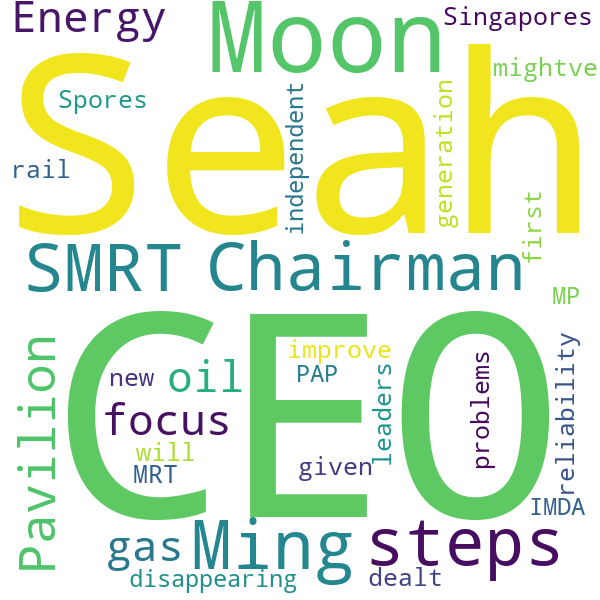 Energy
Moon
Singapores
Seah
mightve
Spores
independent
generation
rail
first
SMRT
Chairman
MP
CEO
Pavilion
improve
reliability
new
oil
PAP
problems
leaders
focus
will
MRT
given
IMDA
gas
Ming
steps
disappearing
dealt